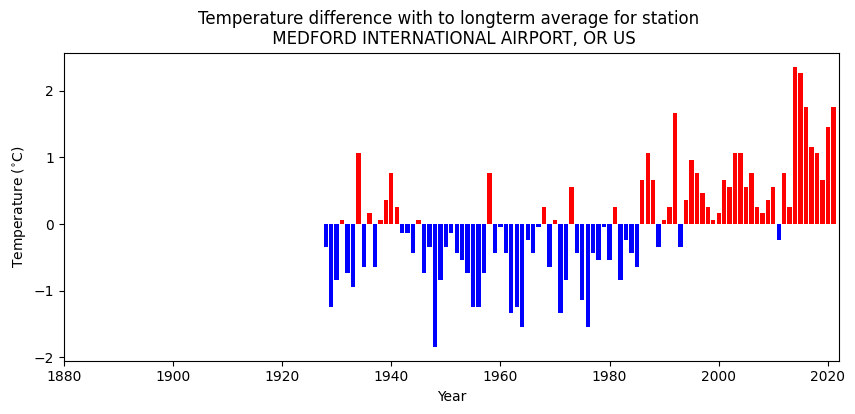 Temperature difference with to longterm average for station
MEDFORD INTERNATIONAL AIRPORT, OR US
Temperature (°C)
2
1
0
−1
−2
1880 1900 1920 1940 1960 1980 2000 2020
Year